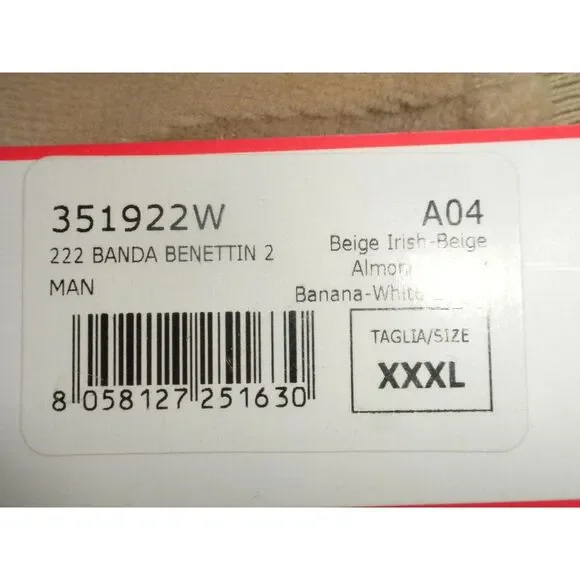 351922W
222 BANDA BENETTIN 2
MAN
8 058127 251630
A04
Beige Irish-Beige
Banana-White
TAGLIA/SIZE
XXXL